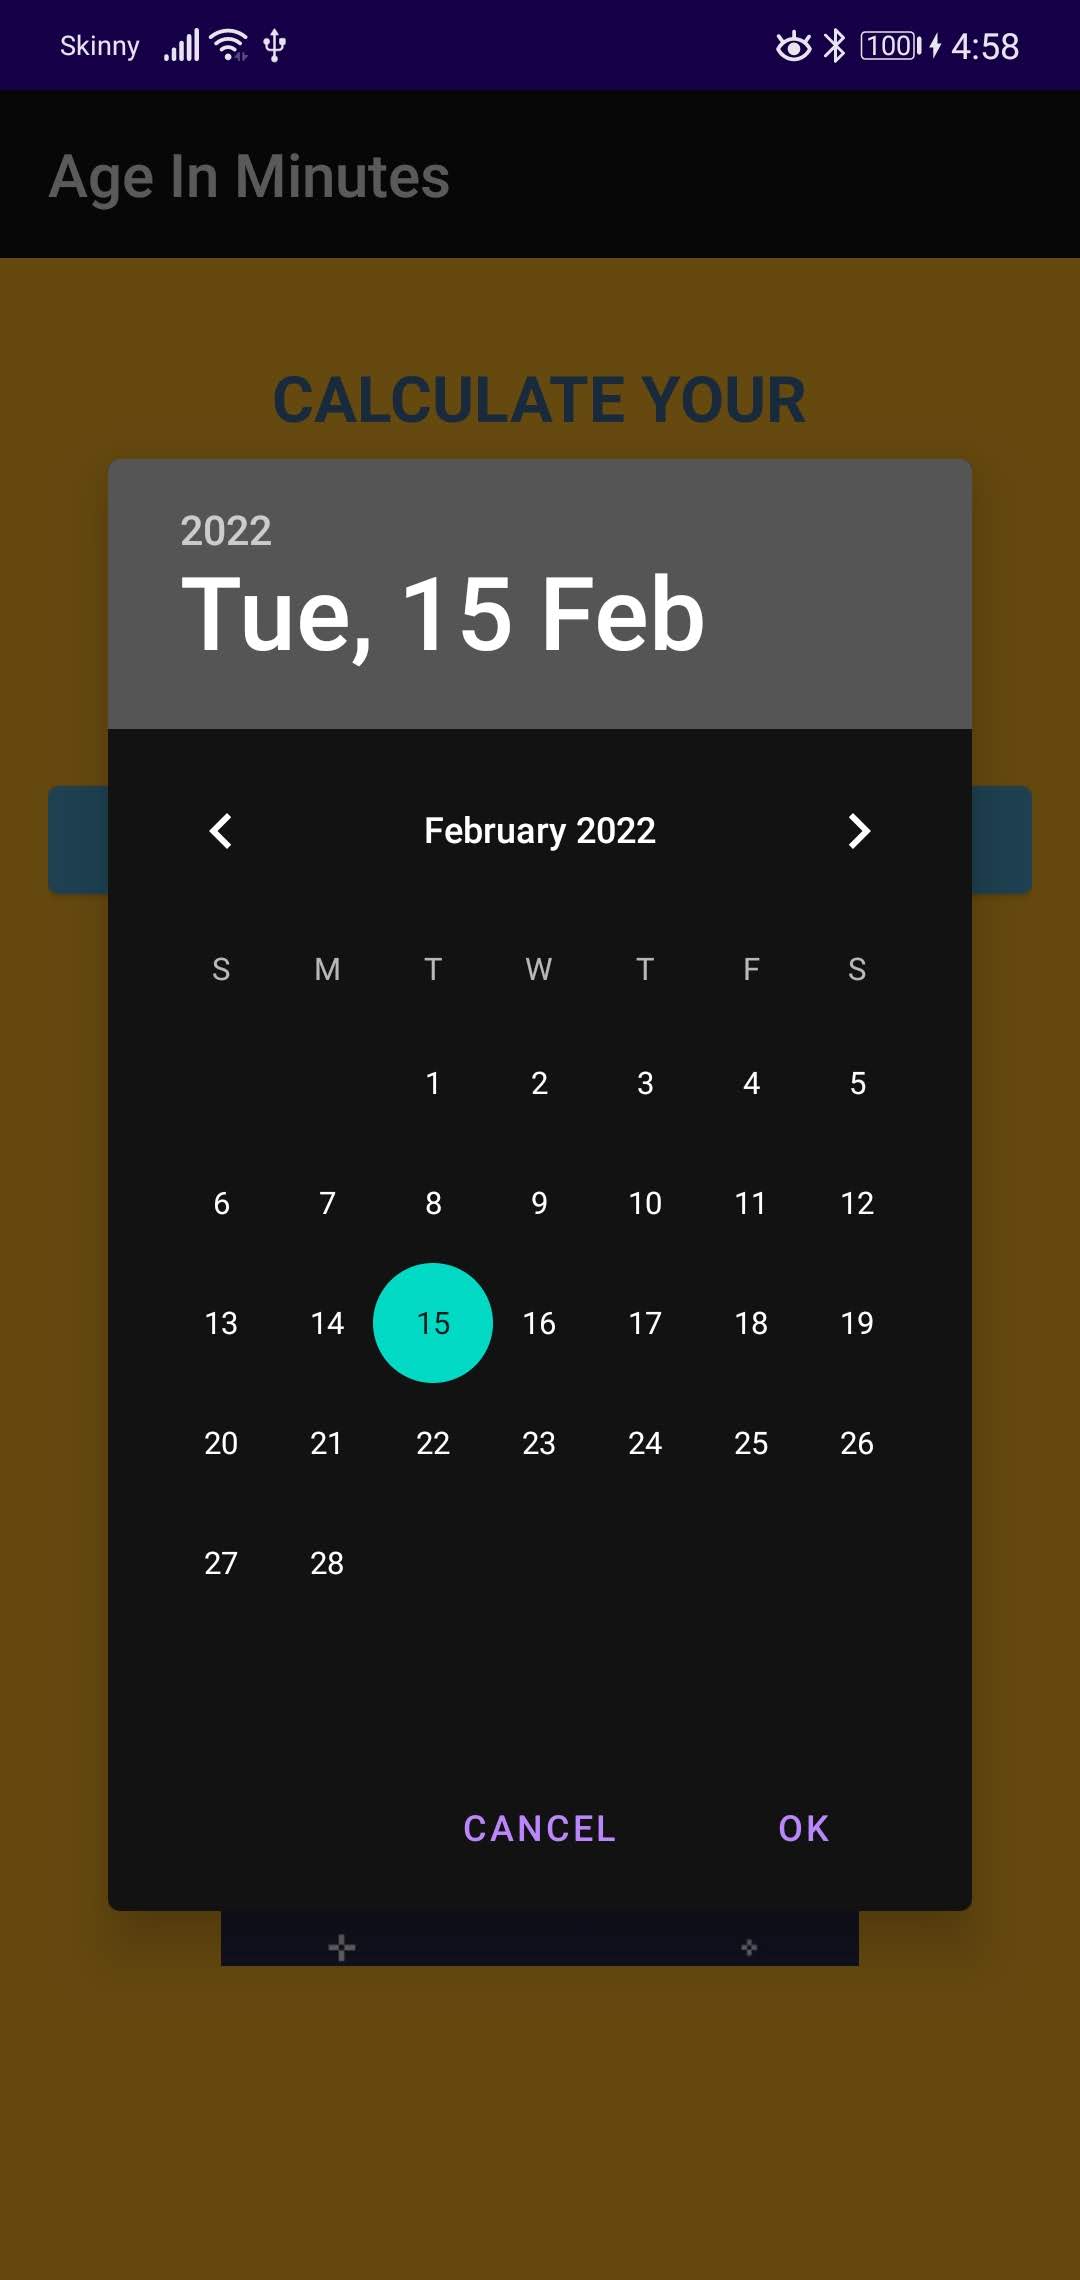 Skinny 100 4:58
Age In Minutes
CALCULATE YOUR
2022
Tue, 15 Feb
February 2022
S M T W T F S
1 2 3 4 5
6 7 8 9 10 11 12
13 14 15 16 17 18 19
20 21 22 23 24 25 26
27 28
CANCEL OK